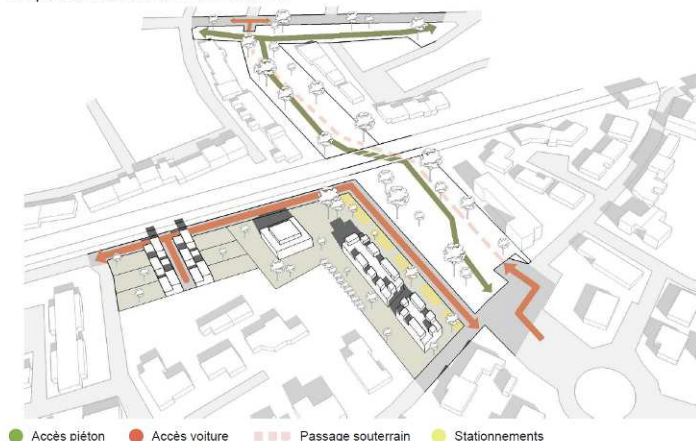 Accès piéton
Accès voiture
Passage souterrain
Stationnements